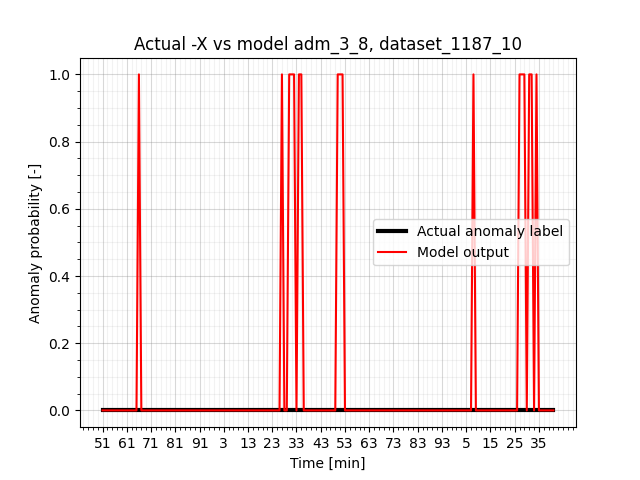 Actual -X vs model adm_3_8, dataset_1187_10
Anomaly probability [-]
1.0
0.8
0.6
0.4
0.2
0.0
Actual anomaly label
Model output
51 61 71 81 91 3 13 23 33 43 53 63 73 83 93 5 15 25 35
Time [min]